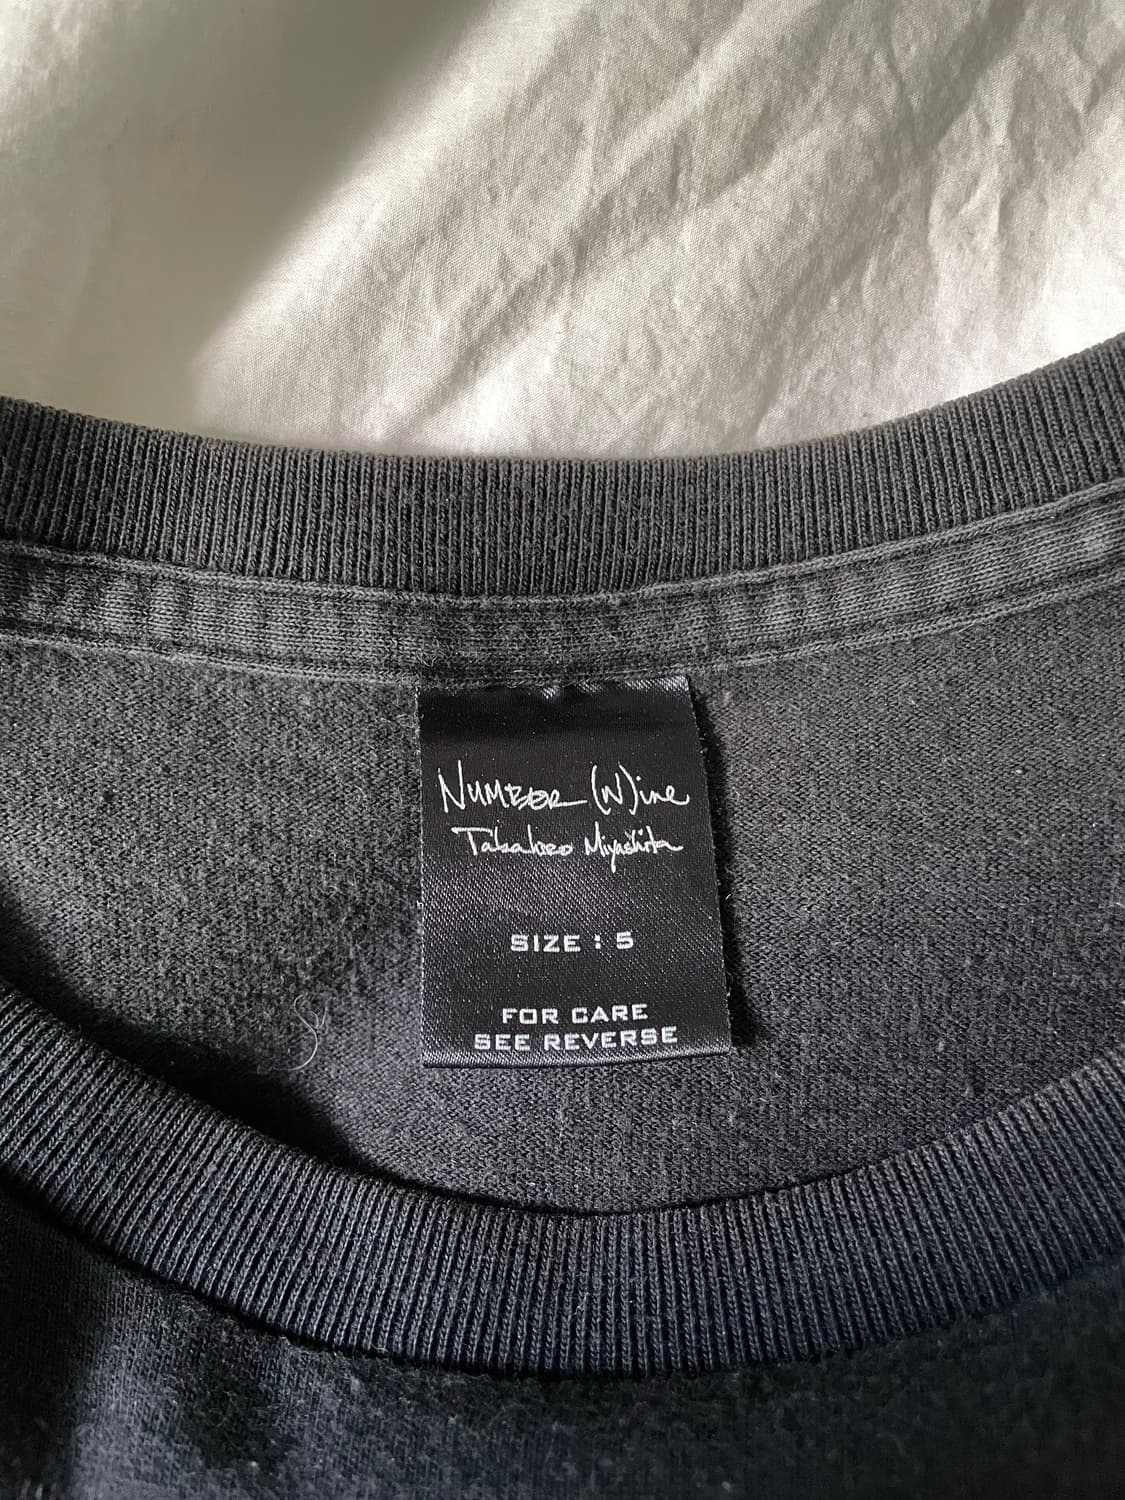 NUMBER (N)ine
Takahiro Miyashita
SIZE : 5
FOR CARE
SEE REVERSE